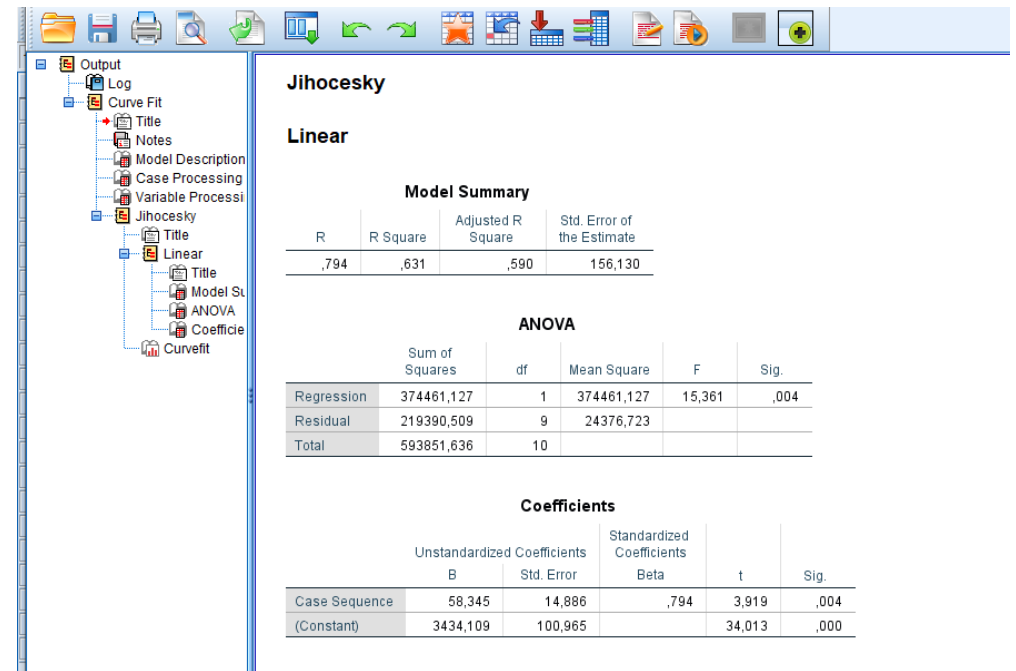 Output
Log
Curve Fit
Title
Notes
Model Description
Case Processing
Variable Processi
Jihocesky
Title
Linear
Title
Model Su
ANOVA
Coefficie
Curvefit
Jihocesky
Linear
Model Summary
R R Square Adjusted R Square Std. Error of the Estimate
,794 ,631 ,590 156,130
ANOVA
Sum of Squares df Mean Square F Sig.
Regression 374461,127 1 374461,127 15,361 ,004
Residual 219390,509 9 24376,723
Total 593851,636 10
Coefficients
Unstandardized Coefficients Standardized Coefficients
B Std. Error Beta t Sig.
Case Sequence 58,345 14,886 ,794 3,919 ,004
(Constant) 3434,109 100,965 34,013 ,000